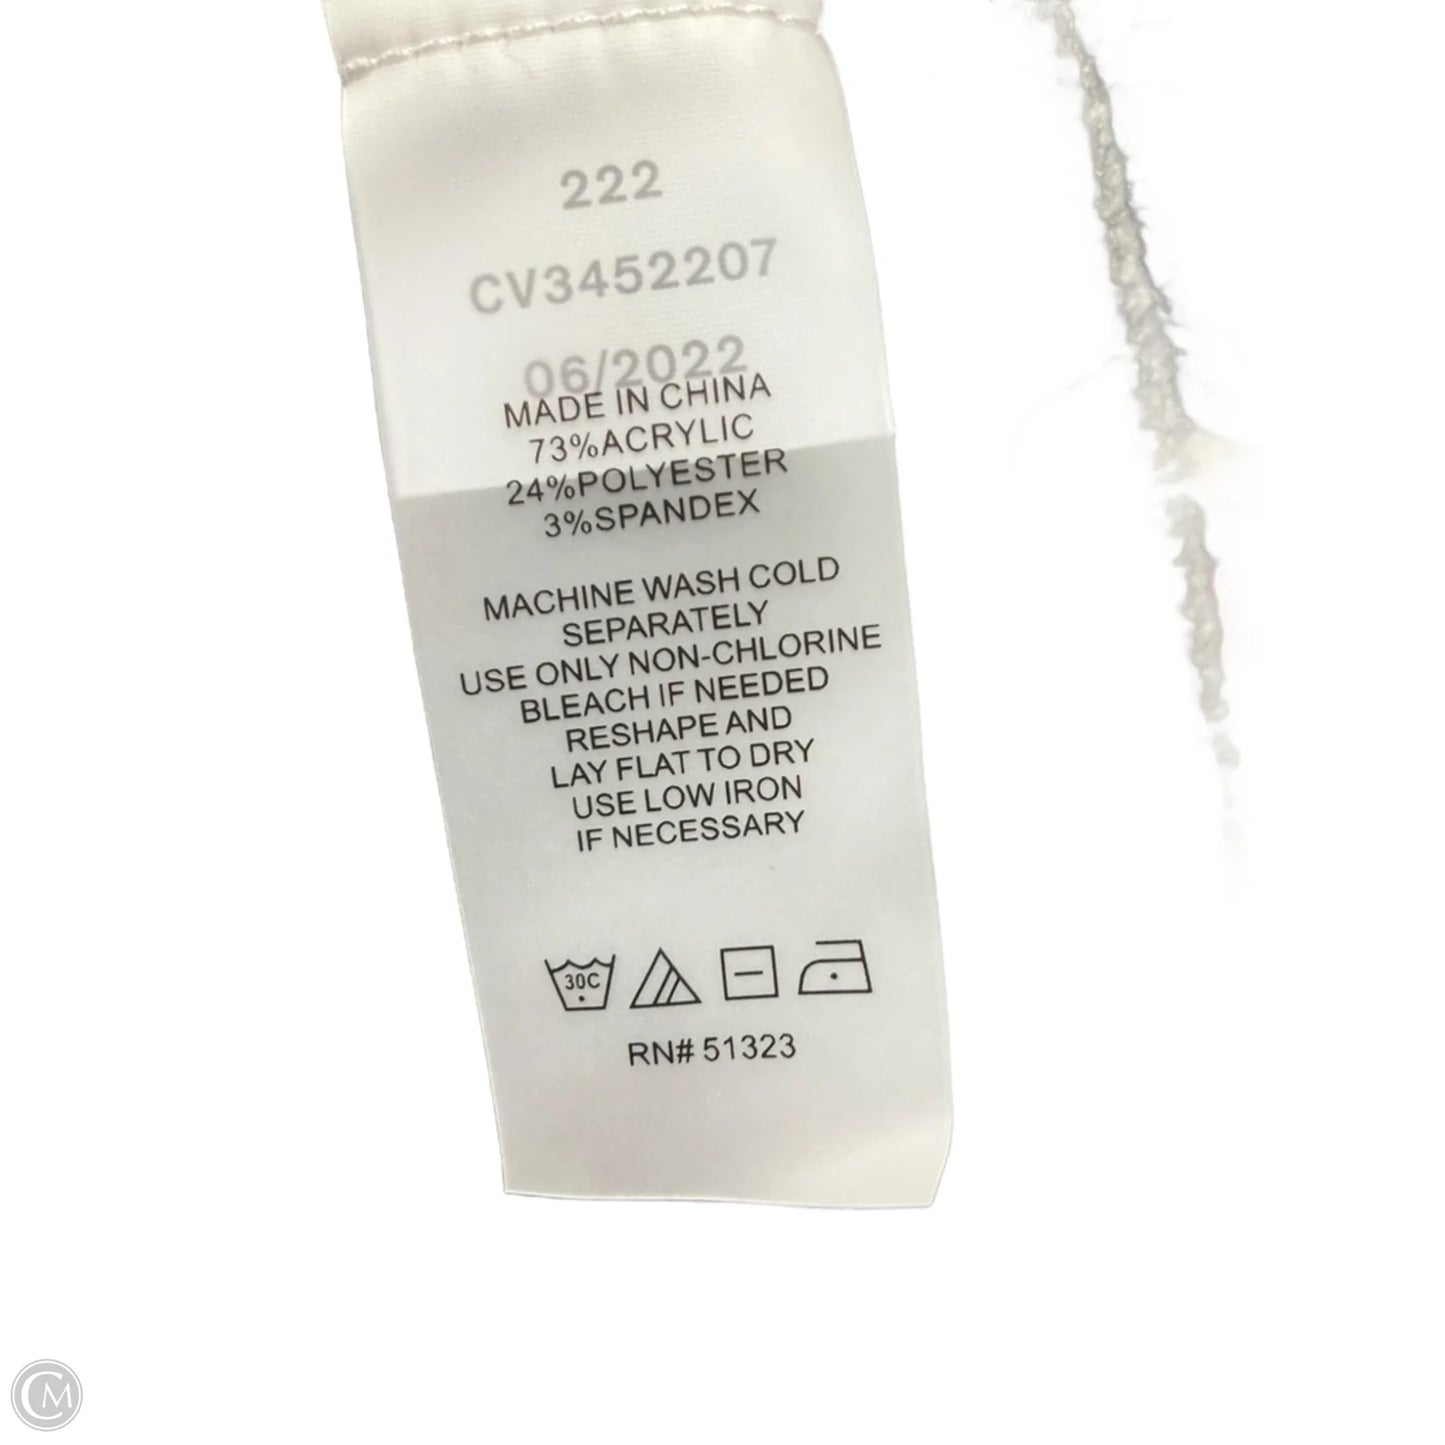 222
CV3452207
06/2022
MADE IN CHINA
73%ACRYLIC
24%POLYESTER
3%SPANDEX
MACHINE WASH COLD
SEPARATELY
USE ONLY NON-CHLORINE
BLEACH IF NEEDED
RESHAPE AND
LAY FLAT TO DRY
USE LOW IRON
IF NECESSARY
30C
RN# 51323
CM